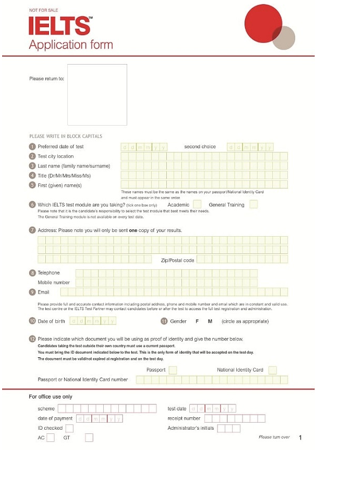 NOT FOR SALE
IELTS™
Application form
Please return to:
PLEASE WRITE IN BLOCK CAPITALS
1 Preferred date of test D D M M Y Y second choice D D M M Y Y
2 Test city location
3 Last name (family name/surname)
4 Title (Dr/Mr/Mrs/Miss/Ms)
5 First (given) name(s)
These names must be the same as the names on your passport/National Identity Card
and must appear in the same order.
6 Which IELTS test module are you taking? (tick one box only) Academic General Training
Please note that it is the candidate's responsibility to select the test module that best meets their needs.
The General Training module is not available on every test date.
7 Address: Please note you will only be sent one copy of your results.
Zip/Postal code
8 Telephone
Mobile number
9 Email
Please provide full and accurate contact information including postal address, phone and mobile number and email which are in constant and valid use.
The test centre or the IELTS Test Partner may contact candidates before or after the test to access the full test registration and administration.
10 Date of birth D D M M Y Y 11 Gender F M (circle as appropriate)
Please indicate which document you will be using as proof of identity and give the number below.
Candidates taking the test outside their own country must use a current passport.
You must bring the ID document indicated below to the test. This is the only form of identity that will be accepted on the test day.
The document must be valid/not expired at registration and on the test day.
Passport National Identity Card
Passport or National Identity Card number
For office use only
scheme test date D D M M Y Y
date of payment D D M M Y Y receipt number
ID checked Administrator's initials
AC GT Please turn over 1